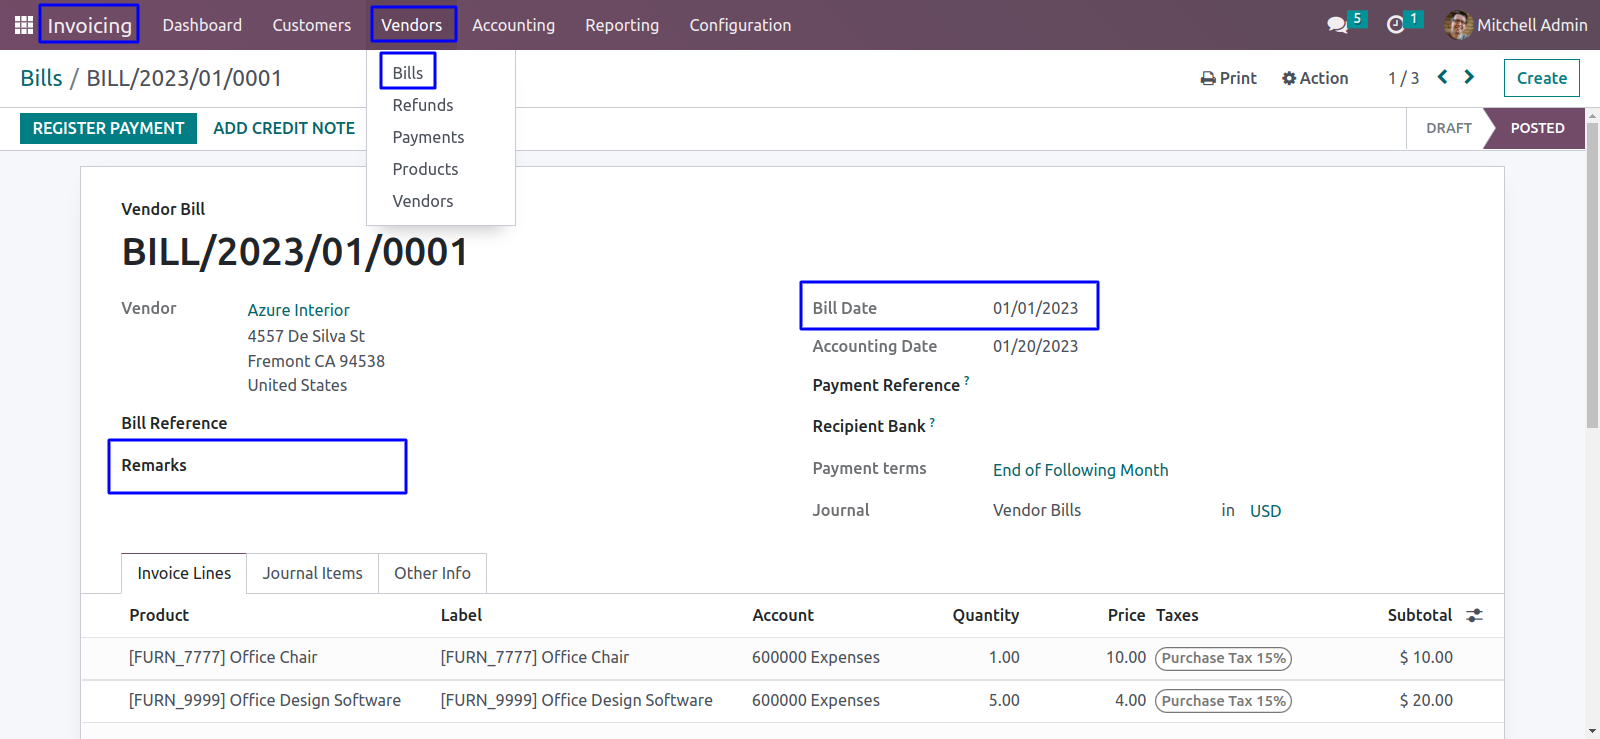 Invoicing Dashboard Customers Vendors Accounting Reporting Configuration 5 1 Mitchell Admin
Bills / BILL/2023/01/0001 Print Action 1 / 3 Create
Bills
Refunds
Payments
Products
Vendors
REGISTER PAYMENT ADD CREDIT NOTE DRAFT POSTED
Vendor Bill
BILL/2023/01/0001
Vendor Azure Interior
4557 De Silva St
Fremont CA 94538
United States
Bill Reference
Remarks
Bill Date 01/01/2023
Accounting Date 01/20/2023
Payment Reference ?
Recipient Bank ?
Payment terms End of Following Month
Journal Vendor Bills in USD
Invoice Lines Journal Items Other Info
Product Label Account Quantity Price Taxes Subtotal
[FURN_7777] Office Chair [FURN_7777] Office Chair 600000 Expenses 1.00 10.00 Purchase Tax 15% $ 10.00
[FURN_9999] Office Design Software [FURN_9999] Office Design Software 600000 Expenses 5.00 4.00 Purchase Tax 15% $ 20.00